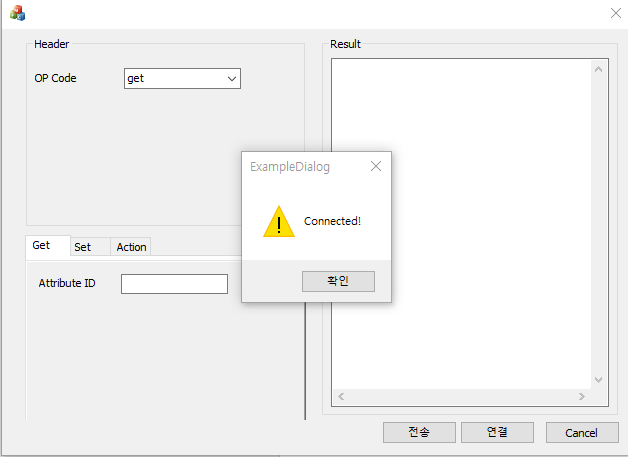 Header
OP Code
get
Get
Set
Action
Attribute ID
Result
ExampleDialog
Connected!
확인
전송
연결
Cancel